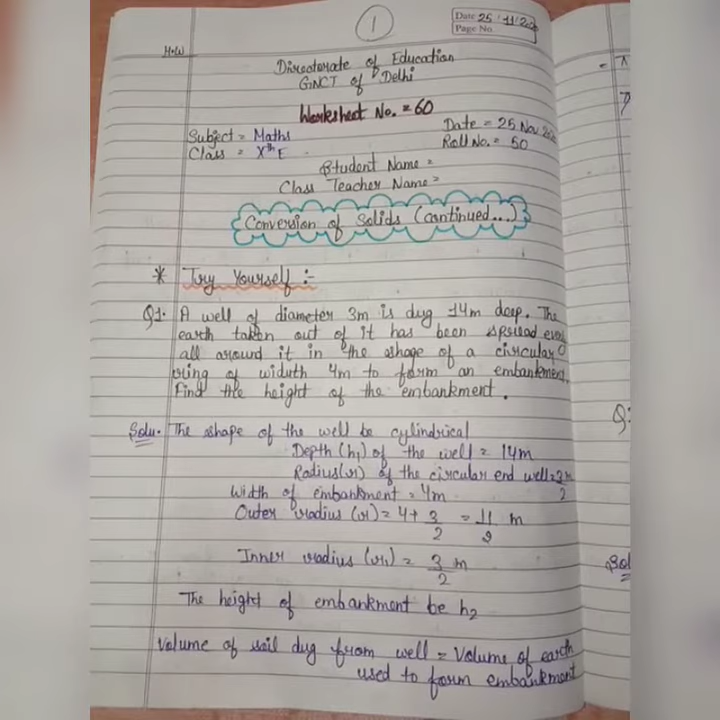 1
Date 25 / 11 / 20
Page No.
H.W
Directorate of Education
GNCT of Delhi
Worksheet No. = 60
Subject = Maths
Date = 25 Nov. 20
Class = Xth E
Roll No. = 50
Student Name =
Class Teacher Name =
Conversion of Solids (continued...)
* Try Yourself :-
Q1. A well of diameter 3m is dug 14m deep. The
earth taken out of it has been spread even
all around it in the shape of a circular
ring of widuth 4m to form an embankment.
Find the height of the embankment.
Solu. The shape of the well be cylindrical
Depth (h1) of the well = 14m
Radius (r) of the circular end well = 3/2 m
Width of embankment = 4m
Outer radius (r) = 4 + 3/2 = 11/2 m
Inner radius (r1) = 3/2 m
The height of embankment be h2
Volume of soil dug from well = Volume of earth
used to form embankment
Q:
Sol